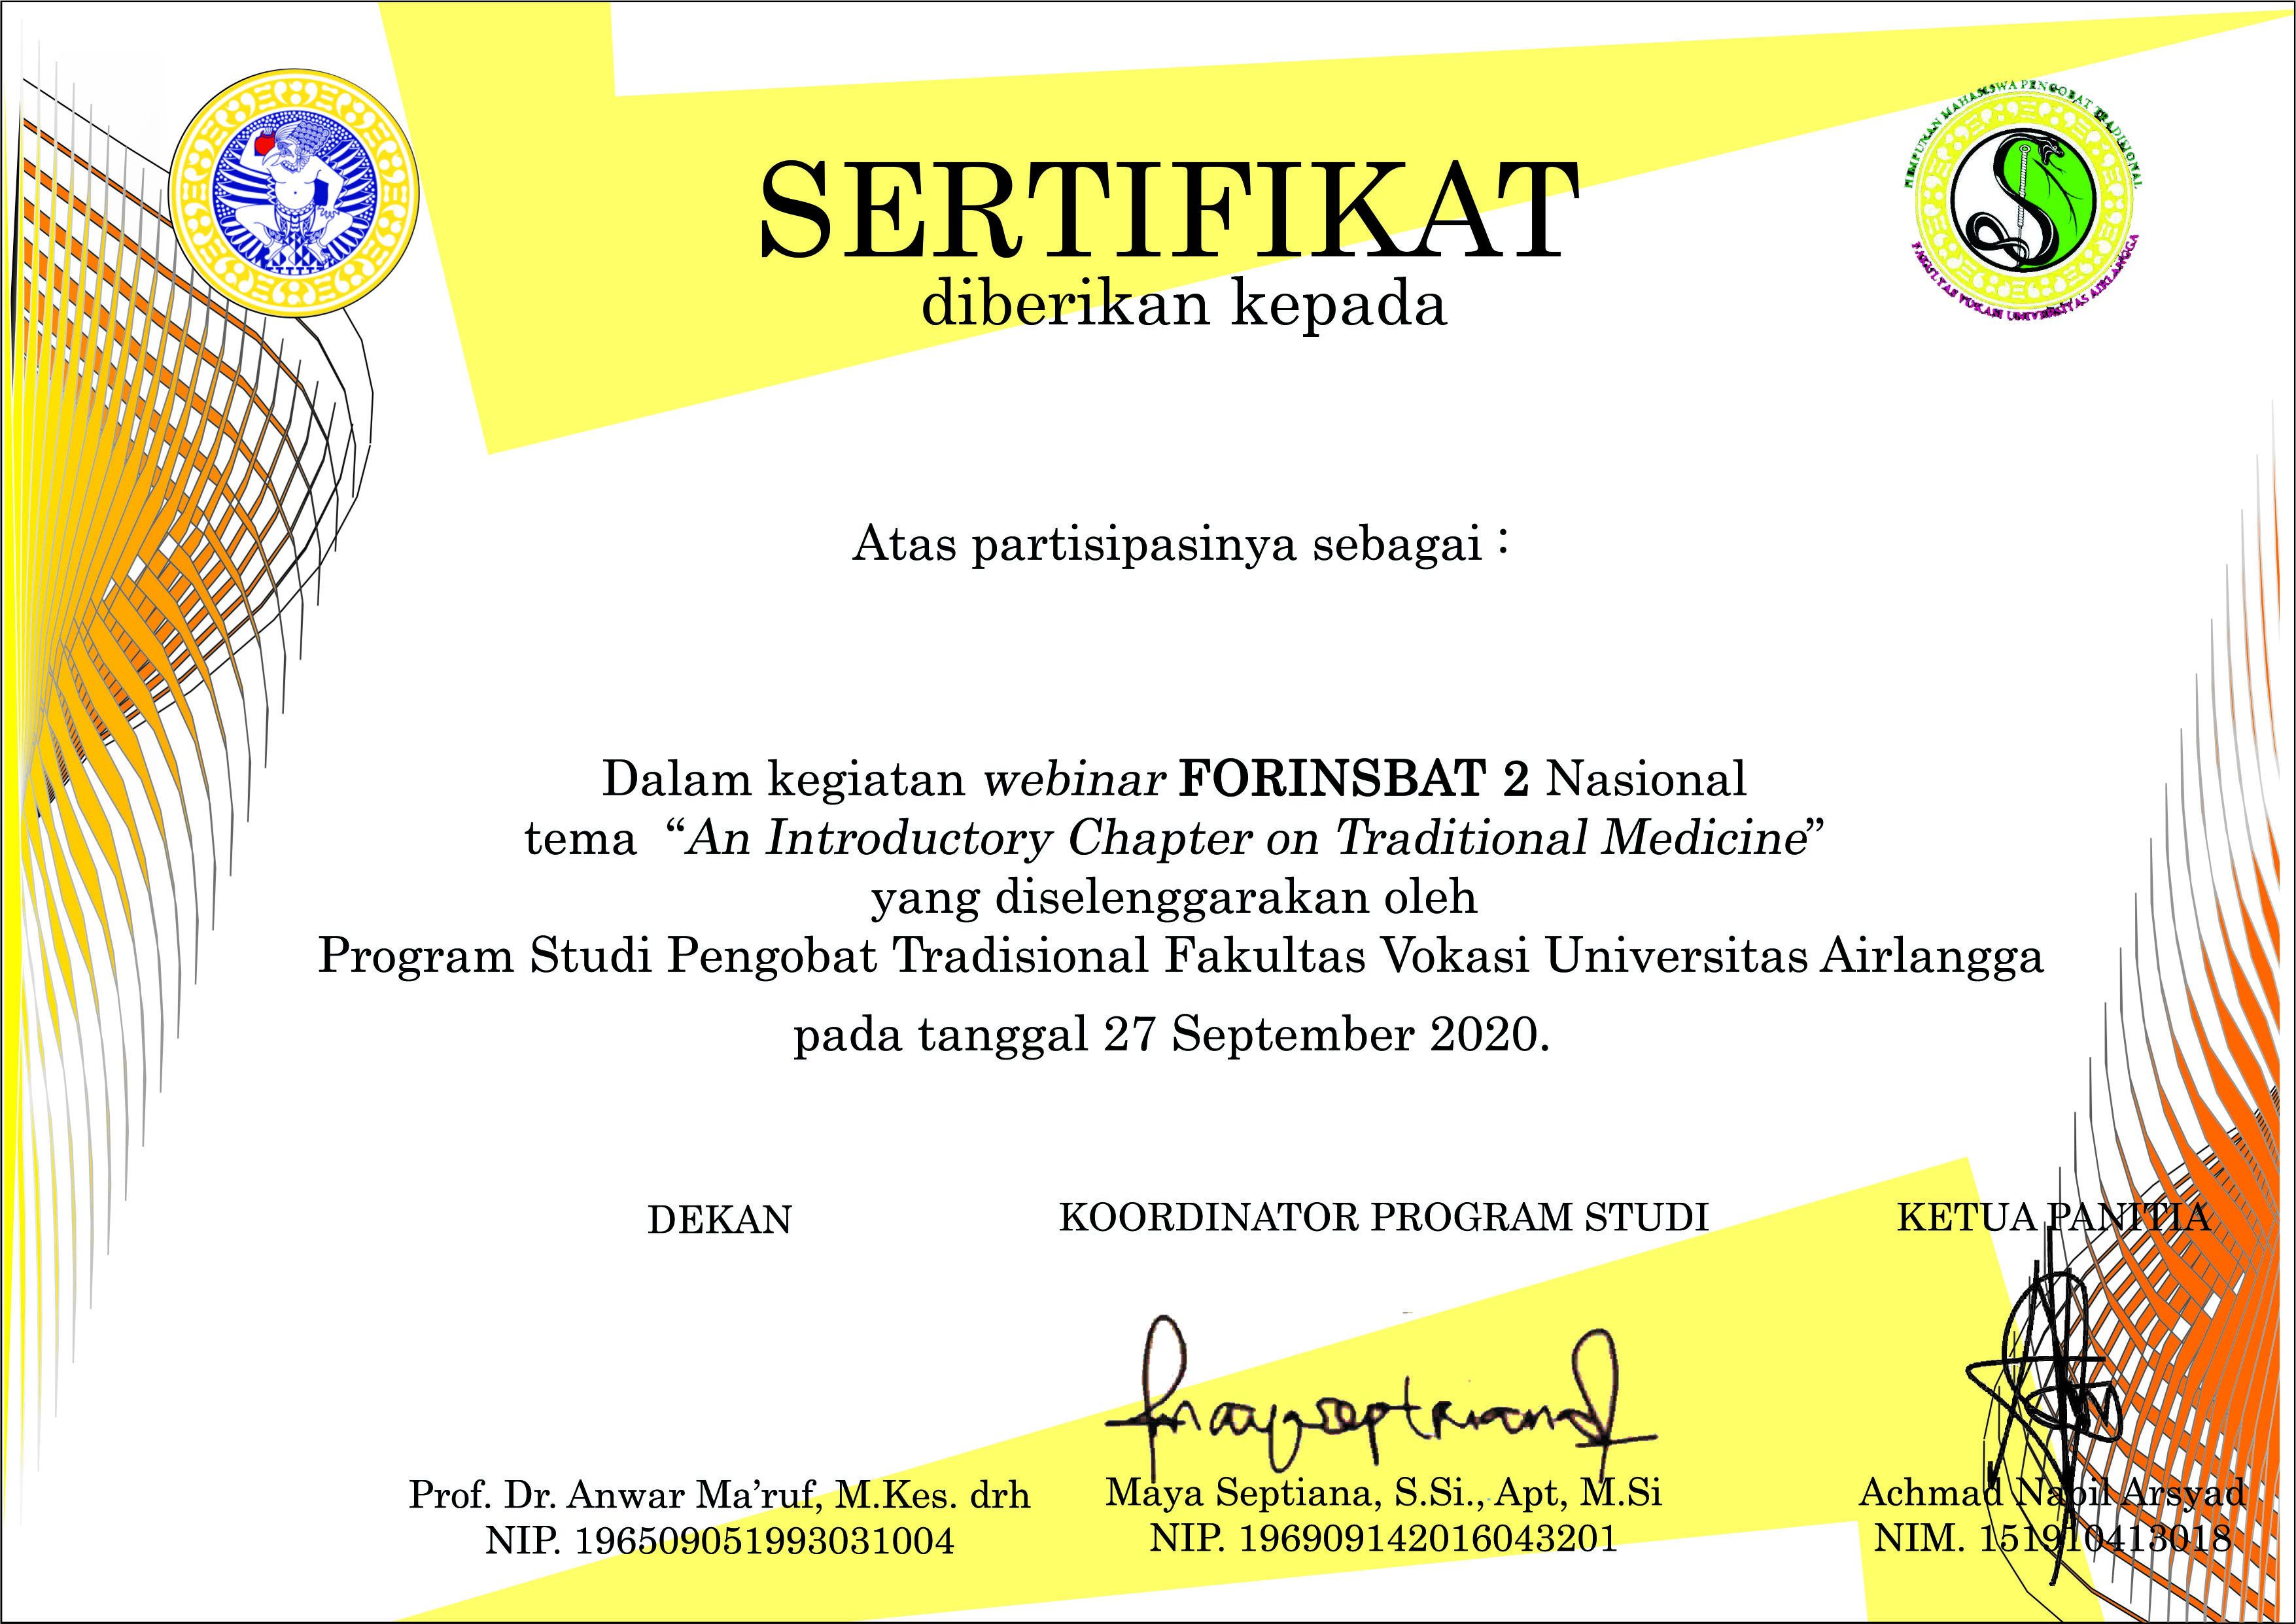 HIMPUNAN MAHASISWA PENGOBAT TRADISIONAL
FAKULTAS VOKASI UNIVERSITAS AIRLANGGA
SERTIFIKAT
diberikan kepada
Atas partisipasinya sebagai :
Dalam kegiatan webinar FORINSBAT 2 Nasional
tema “An Introductory Chapter on Traditional Medicine”
yang diselenggarakan oleh
Program Studi Pengobat Tradisional Fakultas Vokasi Universitas Airlangga
pada tanggal 27 September 2020.
DEKAN
KOORDINATOR PROGRAM STUDI
KETUA PANITIA
mayaseptriana
Prof. Dr. Anwar Ma’ruf, M.Kes. drh
NIP. 196509051993031004
Maya Septiana, S.Si., Apt, M.Si
NIP. 196909142016043201
Achmad Nabil Arsyad
NIM. 151910413018